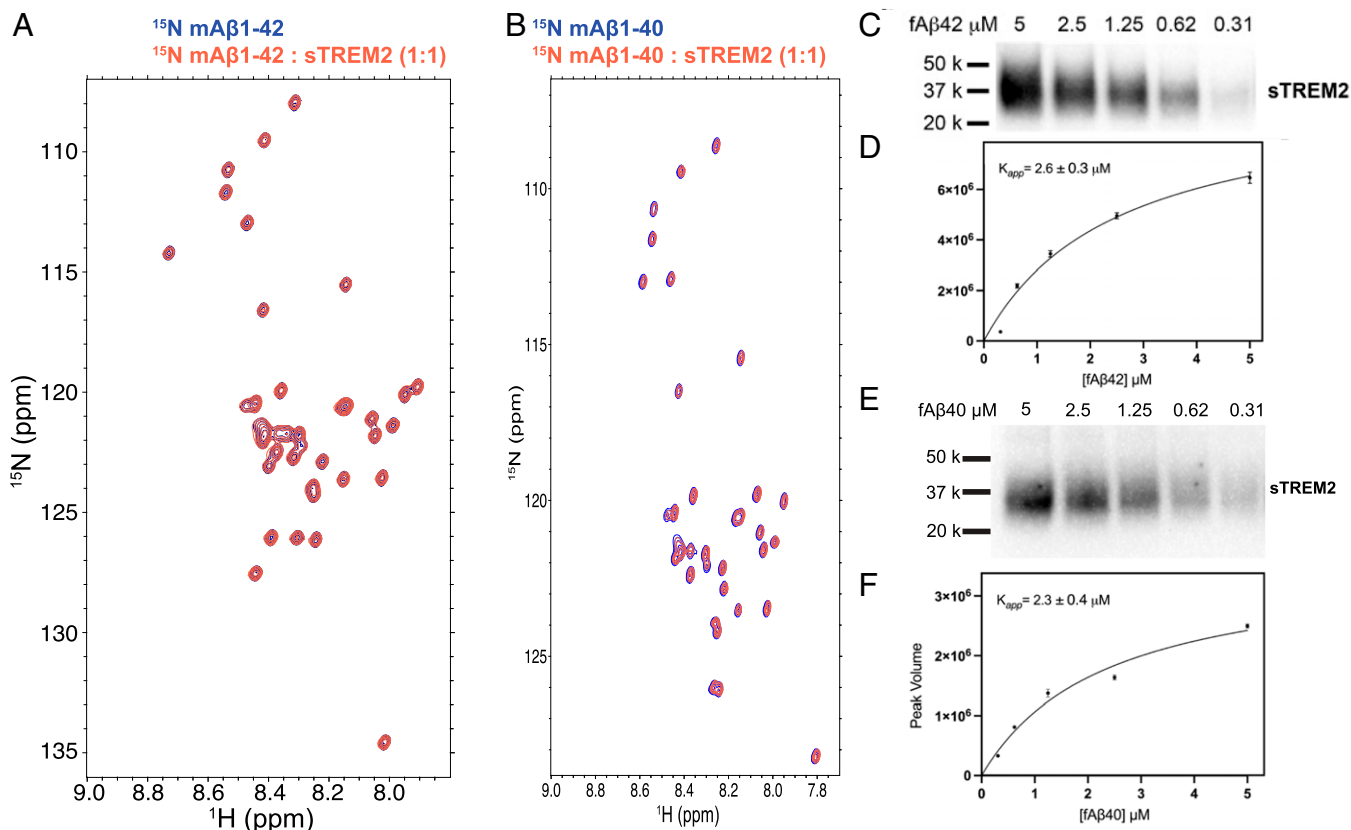 A
¹⁵N mAβ1-42
¹⁵N mAβ1-42 : sTREM2 (1:1)
110
115
120
125
130
135
¹⁵N (ppm)
9.0 8.8 8.6 8.4 8.2 8.0
¹H (ppm)
B
¹⁵N mAβ1-40
¹⁵N mAβ1-40 : sTREM2 (1:1)
110
115
120
125
¹⁵N (ppm)
9.0 8.8 8.6 8.4 8.2 8.0 7.8
¹H (ppm)
C
fAβ42 μM 5 2.5 1.25 0.62 0.31
50 k
37 k
20 k
sTREM2
D
K_app= 2.6 ± 0.3 μM
6×10⁶
4×10⁶
2×10⁶
0
0 1 2 3 4 5
[fAβ42] μM
E
fAβ40 μM 5 2.5 1.25 0.62 0.31
50 k
37 k
20 k
sTREM2
F
K_app= 2.3 ± 0.4 μM
3×10⁶
2×10⁶
1×10⁶
0
Peak Volume
0 1 2 3 4 5
[fAβ40] μM